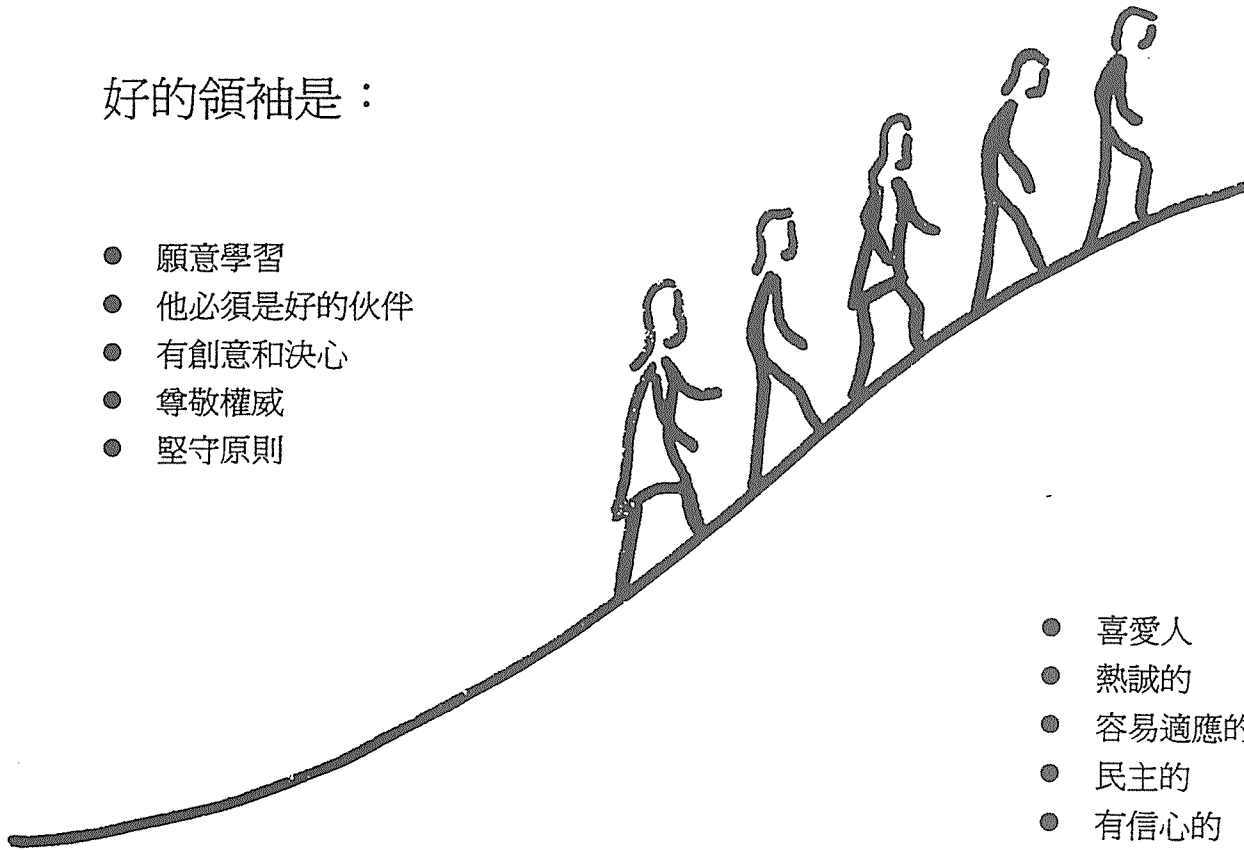 好的領袖是：
● 願意學習
● 他必須是好的伙伴
● 有創意和決心
● 尊敬權威
● 堅守原則
● 喜愛人
● 熱誠的
● 容易適應的
● 民主的
● 有信心的